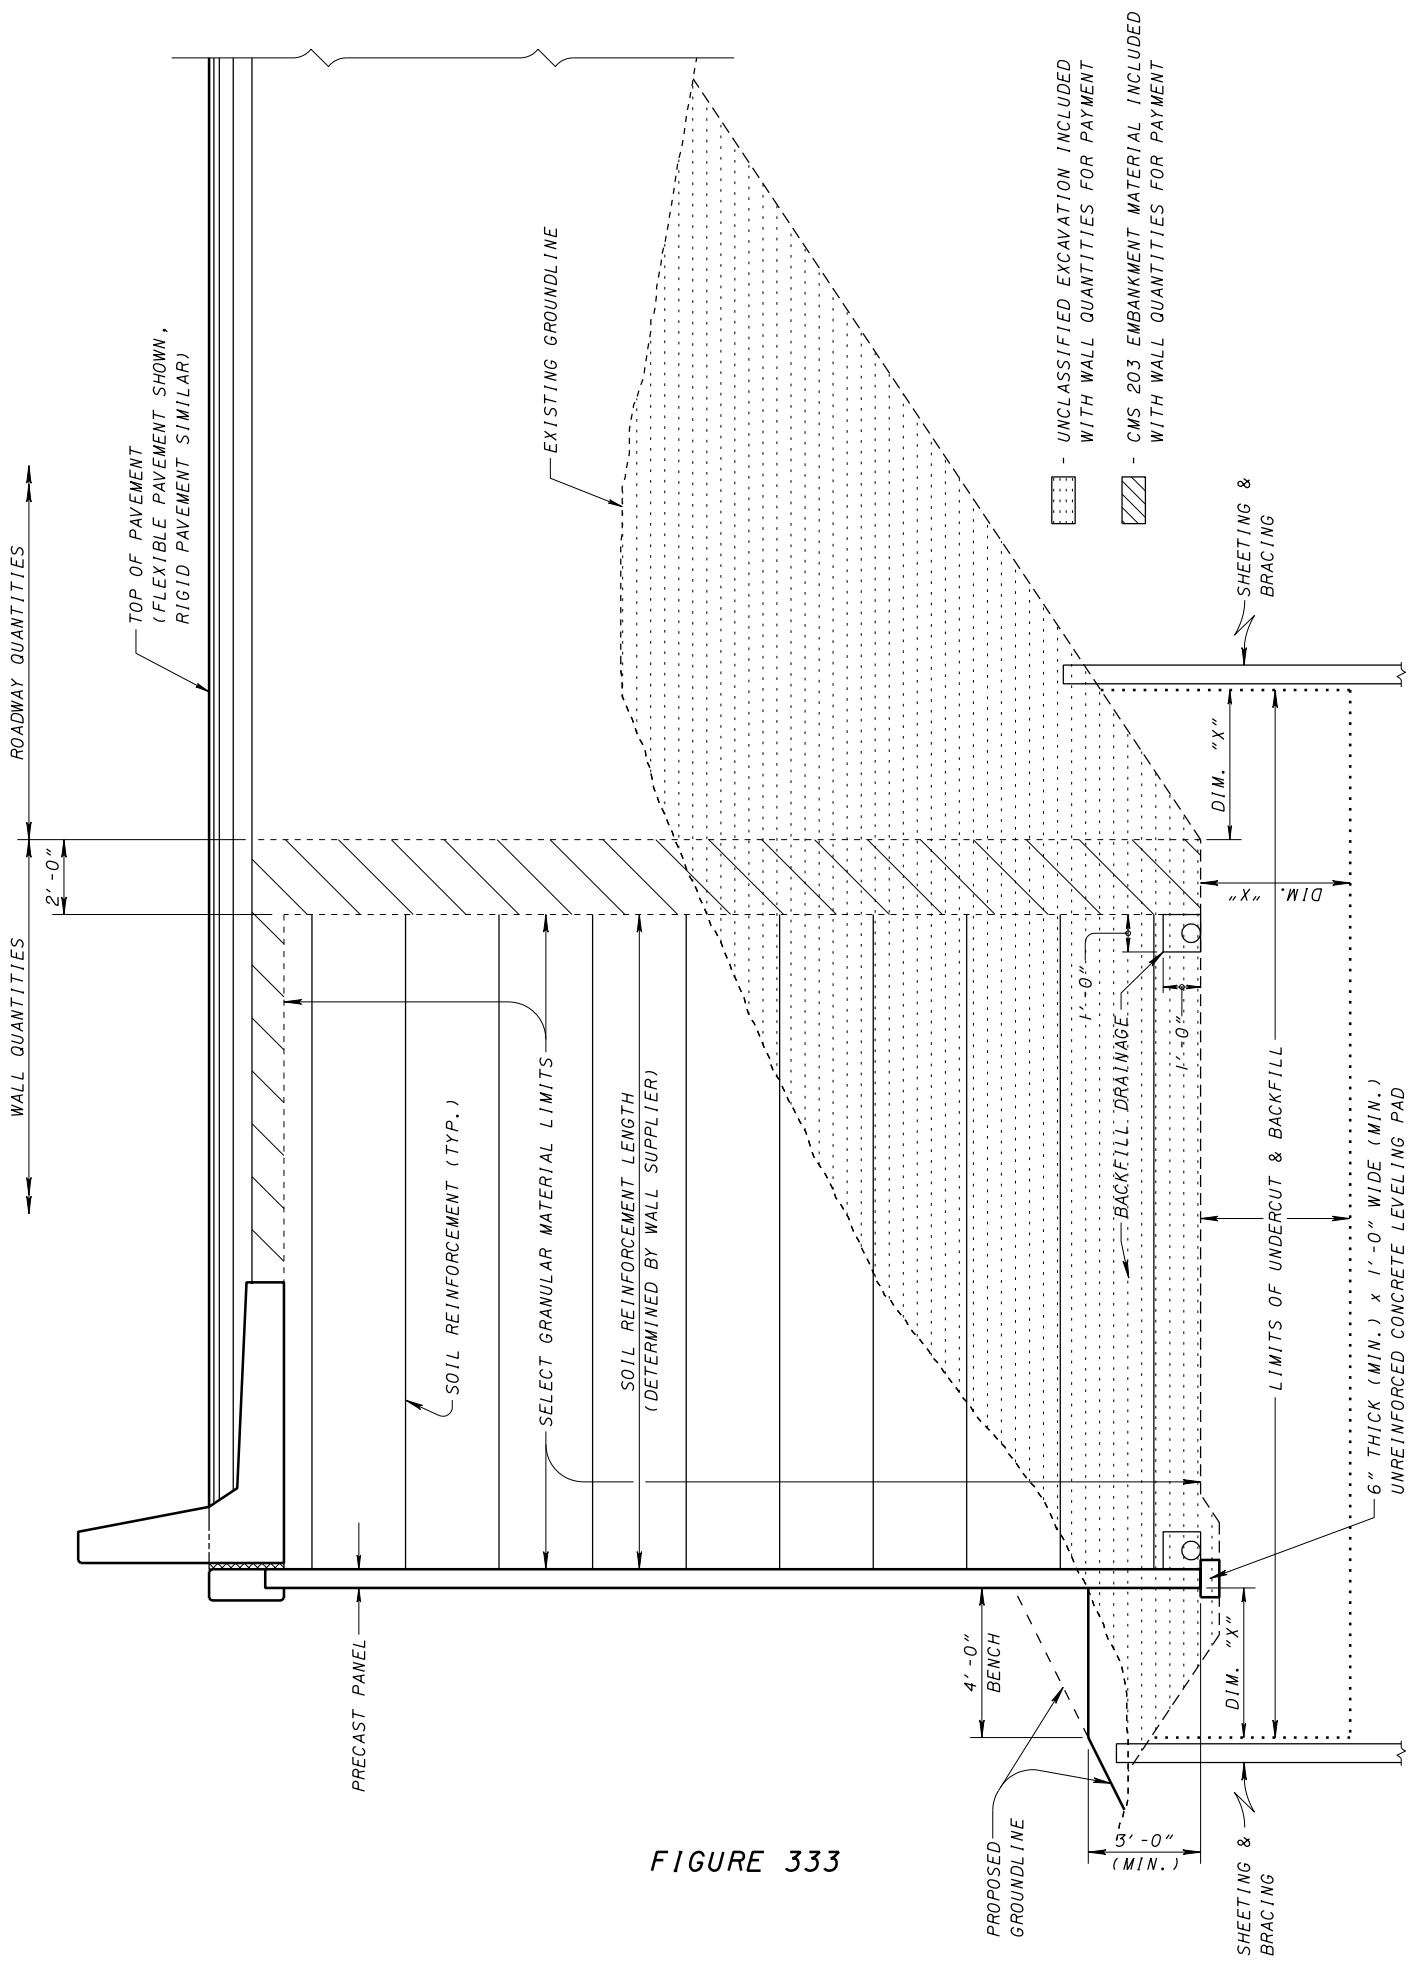 WALL QUANTITIES
ROADWAY QUANTITIES
2'-0"
TOP OF PAVEMENT
(FLEXIBLE PAVEMENT SHOWN,
RIGID PAVEMENT SIMILAR)
PRECAST PANEL
SOIL REINFORCEMENT (TYP.)
SELECT GRANULAR MATERIAL LIMITS
SOIL REINFORCEMENT LENGTH
(DETERMINED BY WALL SUPPLIER)
EXISTING GROUNDLINE
4'-0"
BENCH
PROPOSED
GROUNDLINE
3'-0"
(MIN.)
1'-0"
BACKFILL DRAINAGE
1'-0"
- UNCLASSIFIED EXCAVATION INCLUDED
WITH WALL QUANTITIES FOR PAYMENT
- CMS 203 EMBANKMENT MATERIAL INCLUDED
WITH WALL QUANTITIES FOR PAYMENT
DIM. "X"
DIM. "X"
DIM. "X"
SHEETING &
BRACING
SHEETING &
BRACING
LIMITS OF UNDERCUT & BACKFILL
6" THICK (MIN.) x 1'-0" WIDE (MIN.)
UNREINFORCED CONCRETE LEVELING PAD
FIGURE 333